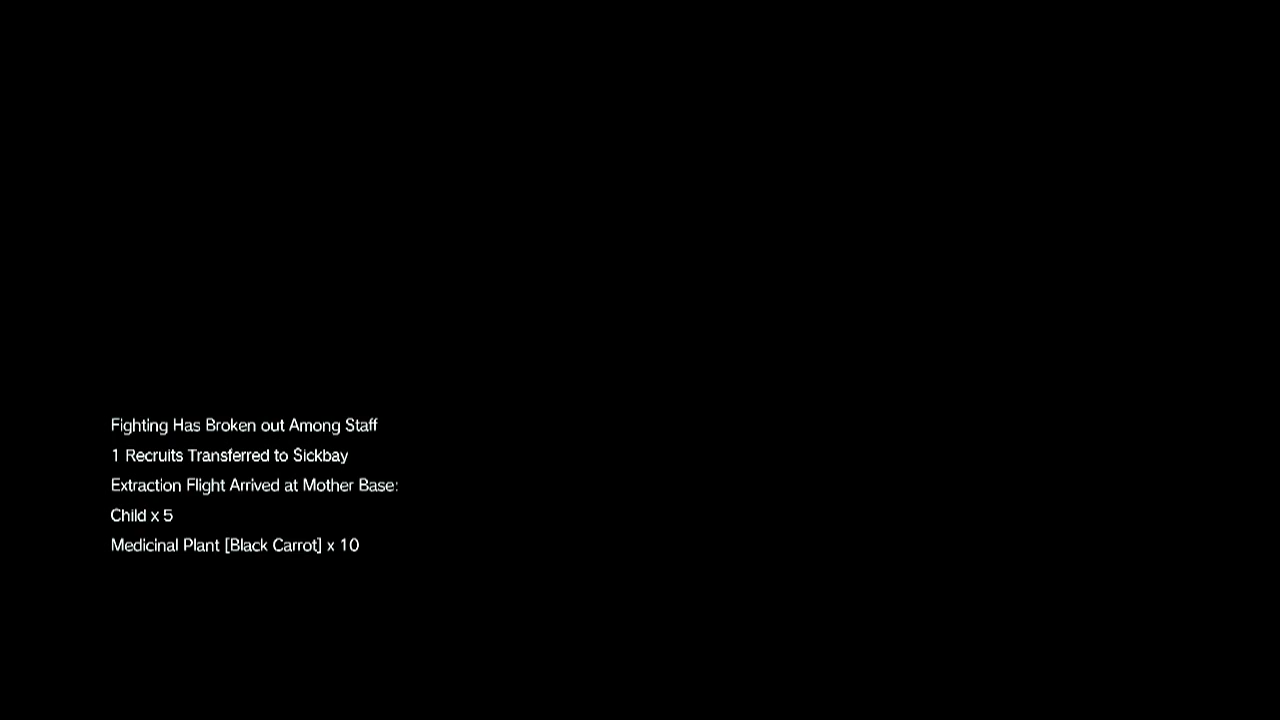 Fighting Has Broken out Among Staff
1 Recruits Transferred to Sickbay
Extraction Flight Arrived at Mother Base:
Child x 5
Medicinal Plant [Black Carrot] x 10